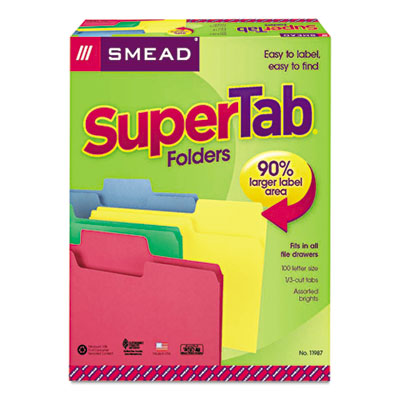 SMEAD
Easy to label,
easy to find
SuperTab®
Folders
90%
larger label
area
Fits in all
file drawers
100 letter size
1/3-cut tabs
Assorted
brights
No. 11987